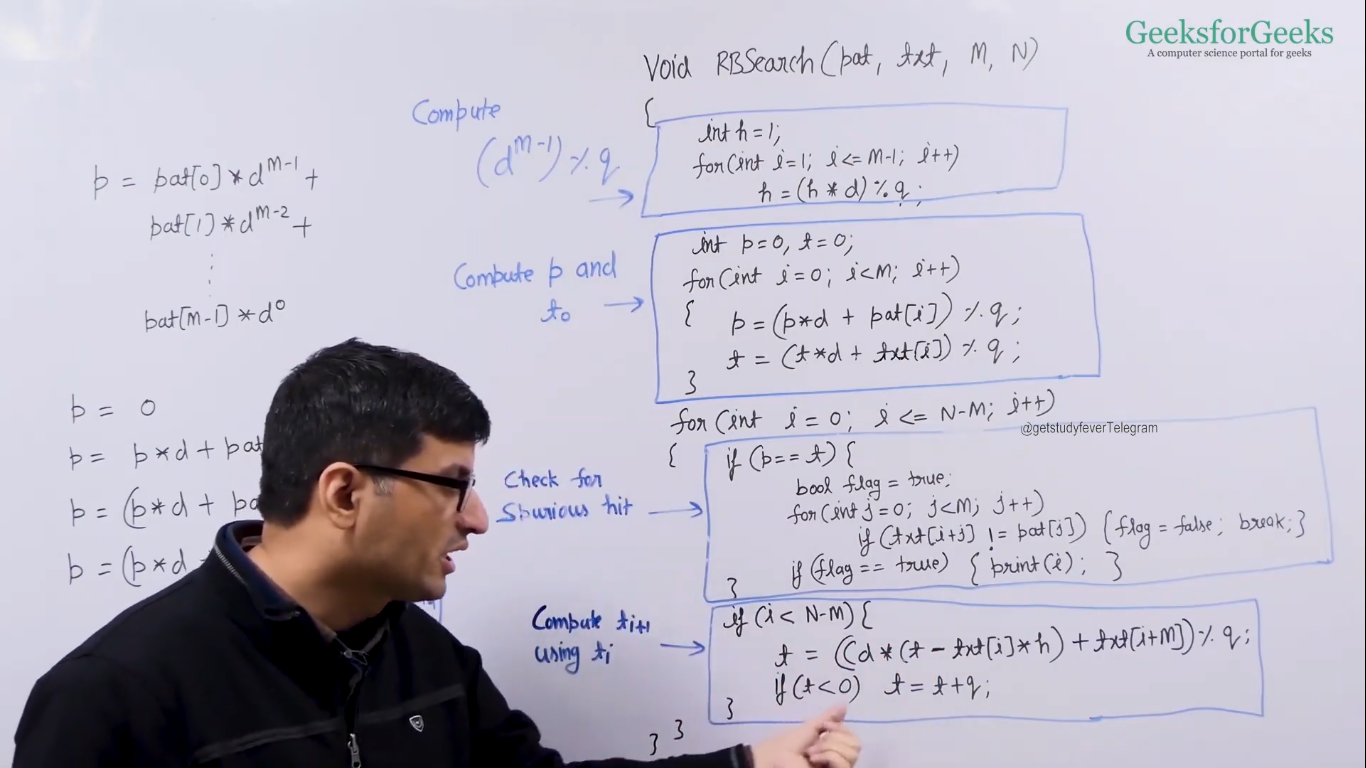 GeeksforGeeks
A computer science portal for geeks
Void RBSearch(pat, txt, M, N)
{
Compute
(d^M-1) % q
int h = 1;
for(int i=1; i<=M-1; i++)
h = (h * d) % q;
p = pat[0] * d^M-1 +
pat[1] * d^M-2 +
⋮
pat[M-1] * d^0
Compute p and
t₀
int p=0, t=0;
for(int i=0; i<M; i++)
{ p = (p*d + pat[i]) % q;
t = (t*d + txt[i]) % q;
}
p = 0
p = p*d + pat
p = (p*d + pa
p = (p*d
for(int i=0; i <= N-M; i++)
@getstudyfeverTelegram
{
Check for
Spurious hit
if (p== t) {
bool flag = true;
for(int j=0; j<M; j++)
if (txt[i+j] != pat[j]) {flag = false; break;}
if (flag == true) { print(i); }
}
Compute tᵢ₊₁
using tᵢ
if (i < N-M) {
t = ((d*(t - txt[i]*h) + txt[i+M]) % q;
if (t<0) t = t+q;
}
}
}